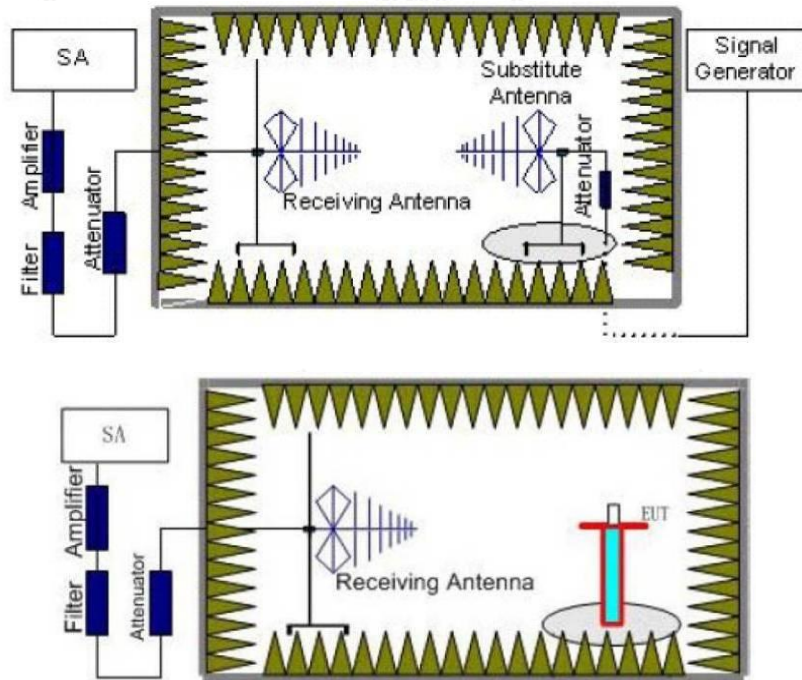 SA
Signal
Generator
Substitute
Antenna
Amplifier
Attenuator
Attenuator
Receiving Antenna
Filter
SA
Amplifier
EUT
Filter
Attenuator
Receiving Antenna